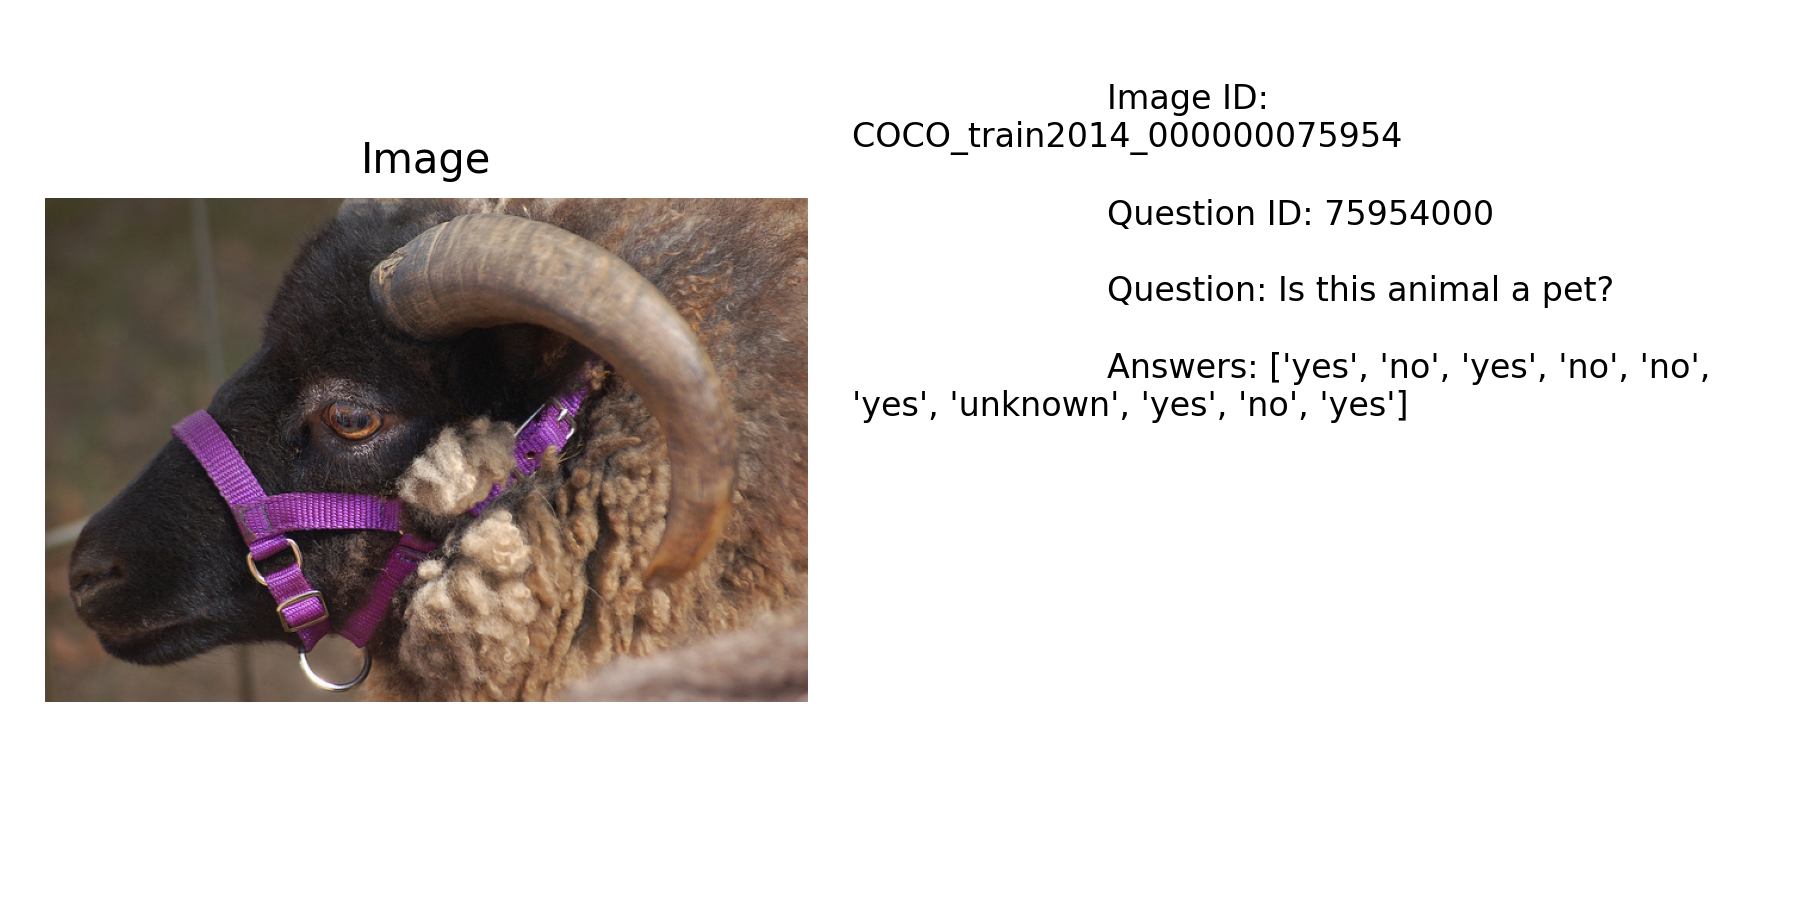 Image
Image ID:
COCO_train2014_000000075954
Question ID: 75954000
Question: Is this animal a pet?
Answers: ['yes', 'no', 'yes', 'no', 'no',
'yes', 'unknown', 'yes', 'no', 'yes']